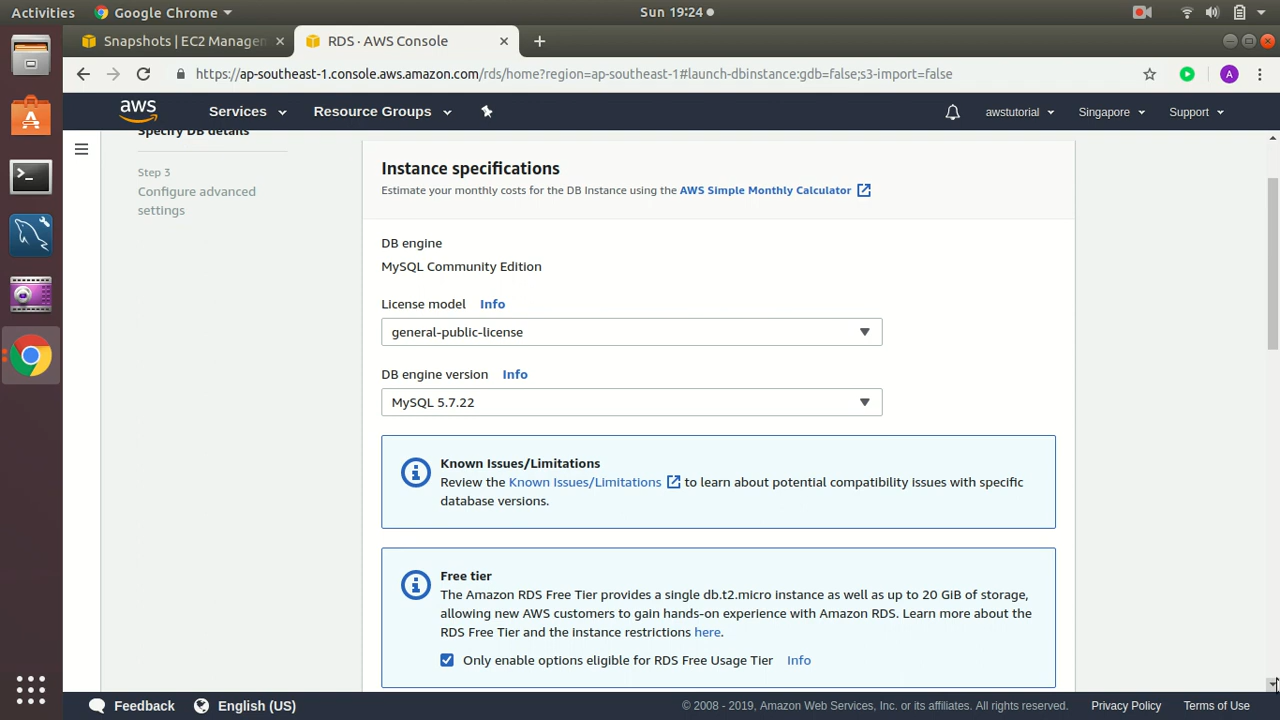 Activities
Google Chrome
Sun 19:24
Snapshots | EC2 Managem
RDS · AWS Console
https://ap-southeast-1.console.aws.amazon.com/rds/home?region=ap-southeast-1#launch-dbinstance:gdb=false;s3-import=false
A
aws
Services
Resource Groups
awstutorial
Singapore
Support
Specify DB details
Step 3
Configure advanced
settings
Instance specifications
Estimate your monthly costs for the DB Instance using the AWS Simple Monthly Calculator
DB engine
MySQL Community Edition
License model Info
general-public-license
DB engine version Info
MySQL 5.7.22
Known Issues/Limitations
Review the Known Issues/Limitations to learn about potential compatibility issues with specific
database versions.
Free tier
The Amazon RDS Free Tier provides a single db.t2.micro instance as well as up to 20 GiB of storage,
allowing new AWS customers to gain hands-on experience with Amazon RDS. Learn more about the
RDS Free Tier and the instance restrictions here.
Only enable options eligible for RDS Free Usage Tier Info
Feedback
English (US)
© 2008 - 2019, Amazon Web Services, Inc. or its affiliates. All rights reserved.
Privacy Policy
Terms of Use